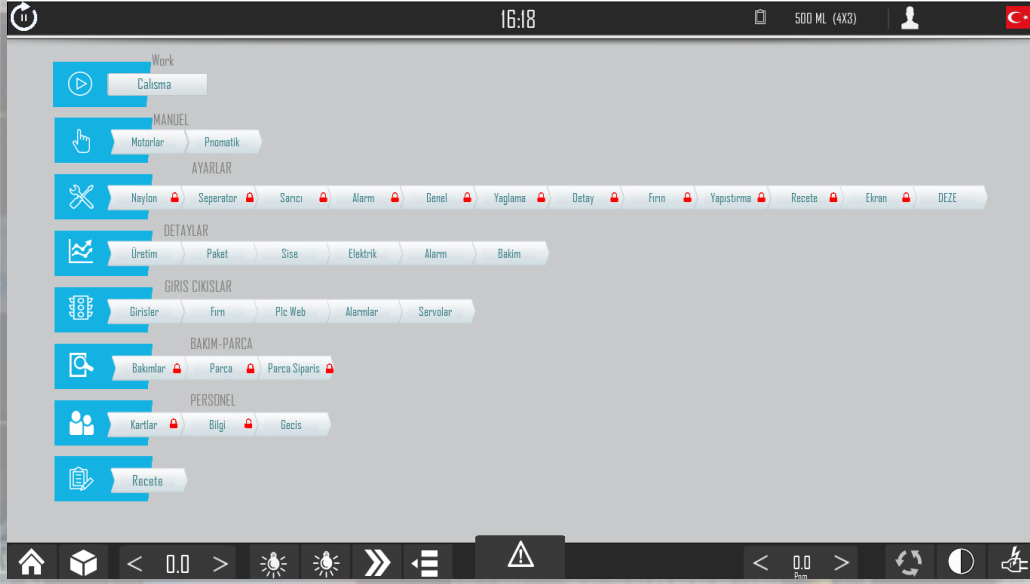 16:18 500 ML (4X3)
Work
Calısma
MANUEL
Motorlar Pnomatik
AYARLAR
Naylon Seperator Sarıcı Alarm Genel Yaglama Detay Fırın Yapıstırma Recete Ekran DEZE
DETAYLAR
Üretim Paket Sise Elektrik Alarm Bakim
GIRIS CIKISLAR
Girisler Fırn Plc Web Alarmlar Servolar
BAKIM-PARCA
Bakımlar Parca Parca Siparis
PERSONEL
Kartlar Bilgi Gecis
Recete
< 0.0 > < 0.0 >
Ppm